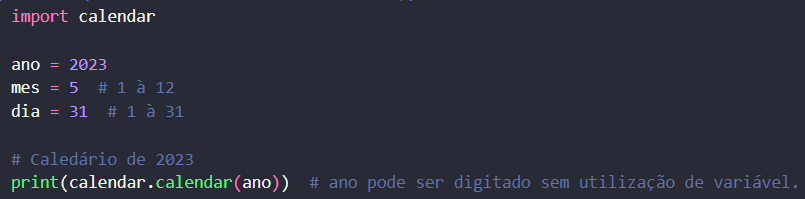 import calendar
ano = 2023
mes = 5  # 1 à 12
dia = 31  # 1 à 31
# Caledário de 2023
print(calendar.calendar(ano))  # ano pode ser digitado sem utilização de variável.